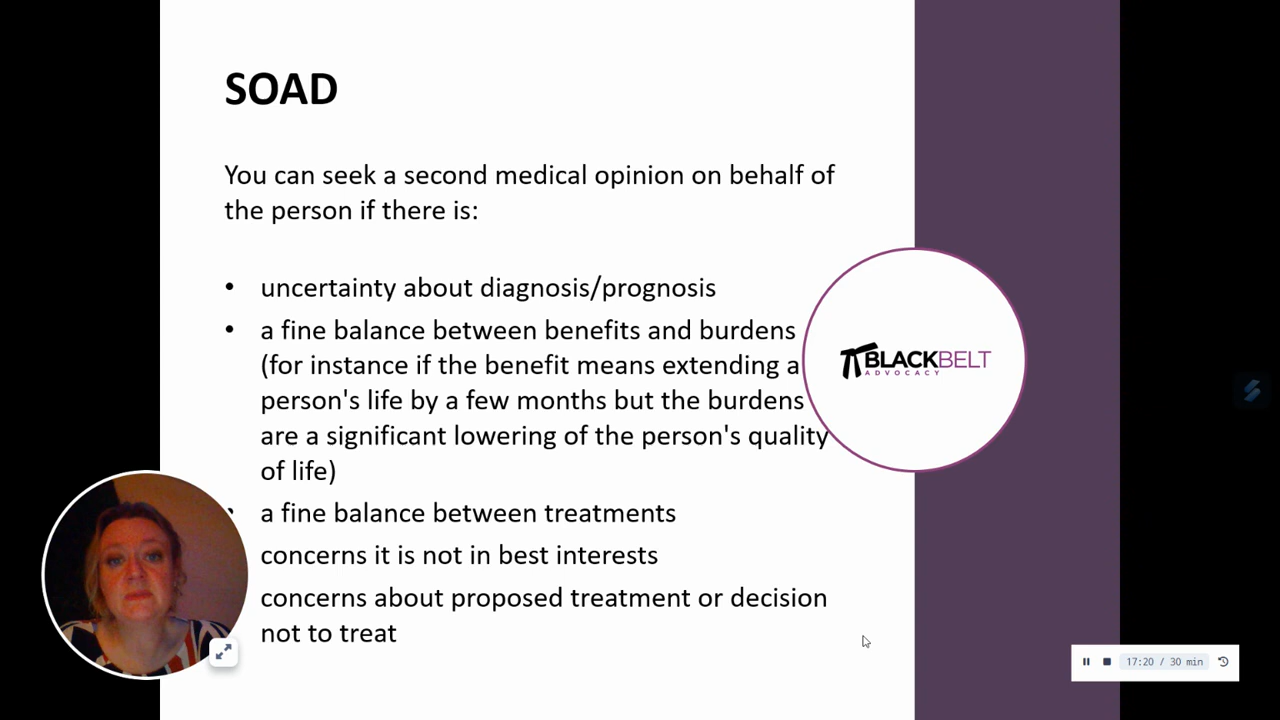 SOAD
You can seek a second medical opinion on behalf of
the person if there is:
• uncertainty about diagnosis/prognosis
• a fine balance between benefits and burdens
(for instance if the benefit means extending a
person's life by a few months but the burdens
are a significant lowering of the person's quality
of life)
• a fine balance between treatments
concerns it is not in best interests
concerns about proposed treatment or decision
not to treat
BLACKBELT
ADVOCACY
17:20 / 30 min